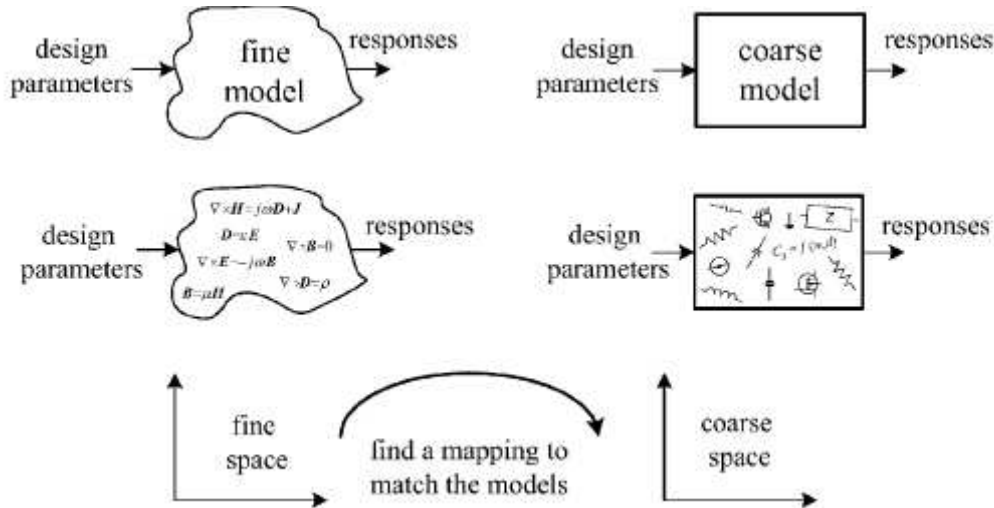 design
parameters
fine
model
responses
design
parameters
coarse
model
responses
design
parameters
∇×H=jωD+J
D=εE
∇·B=0
∇×E=−jωB
∇·D=ρ
B=μH
responses
design
parameters
Z
responses
fine
space
find a mapping to
match the models
coarse
space